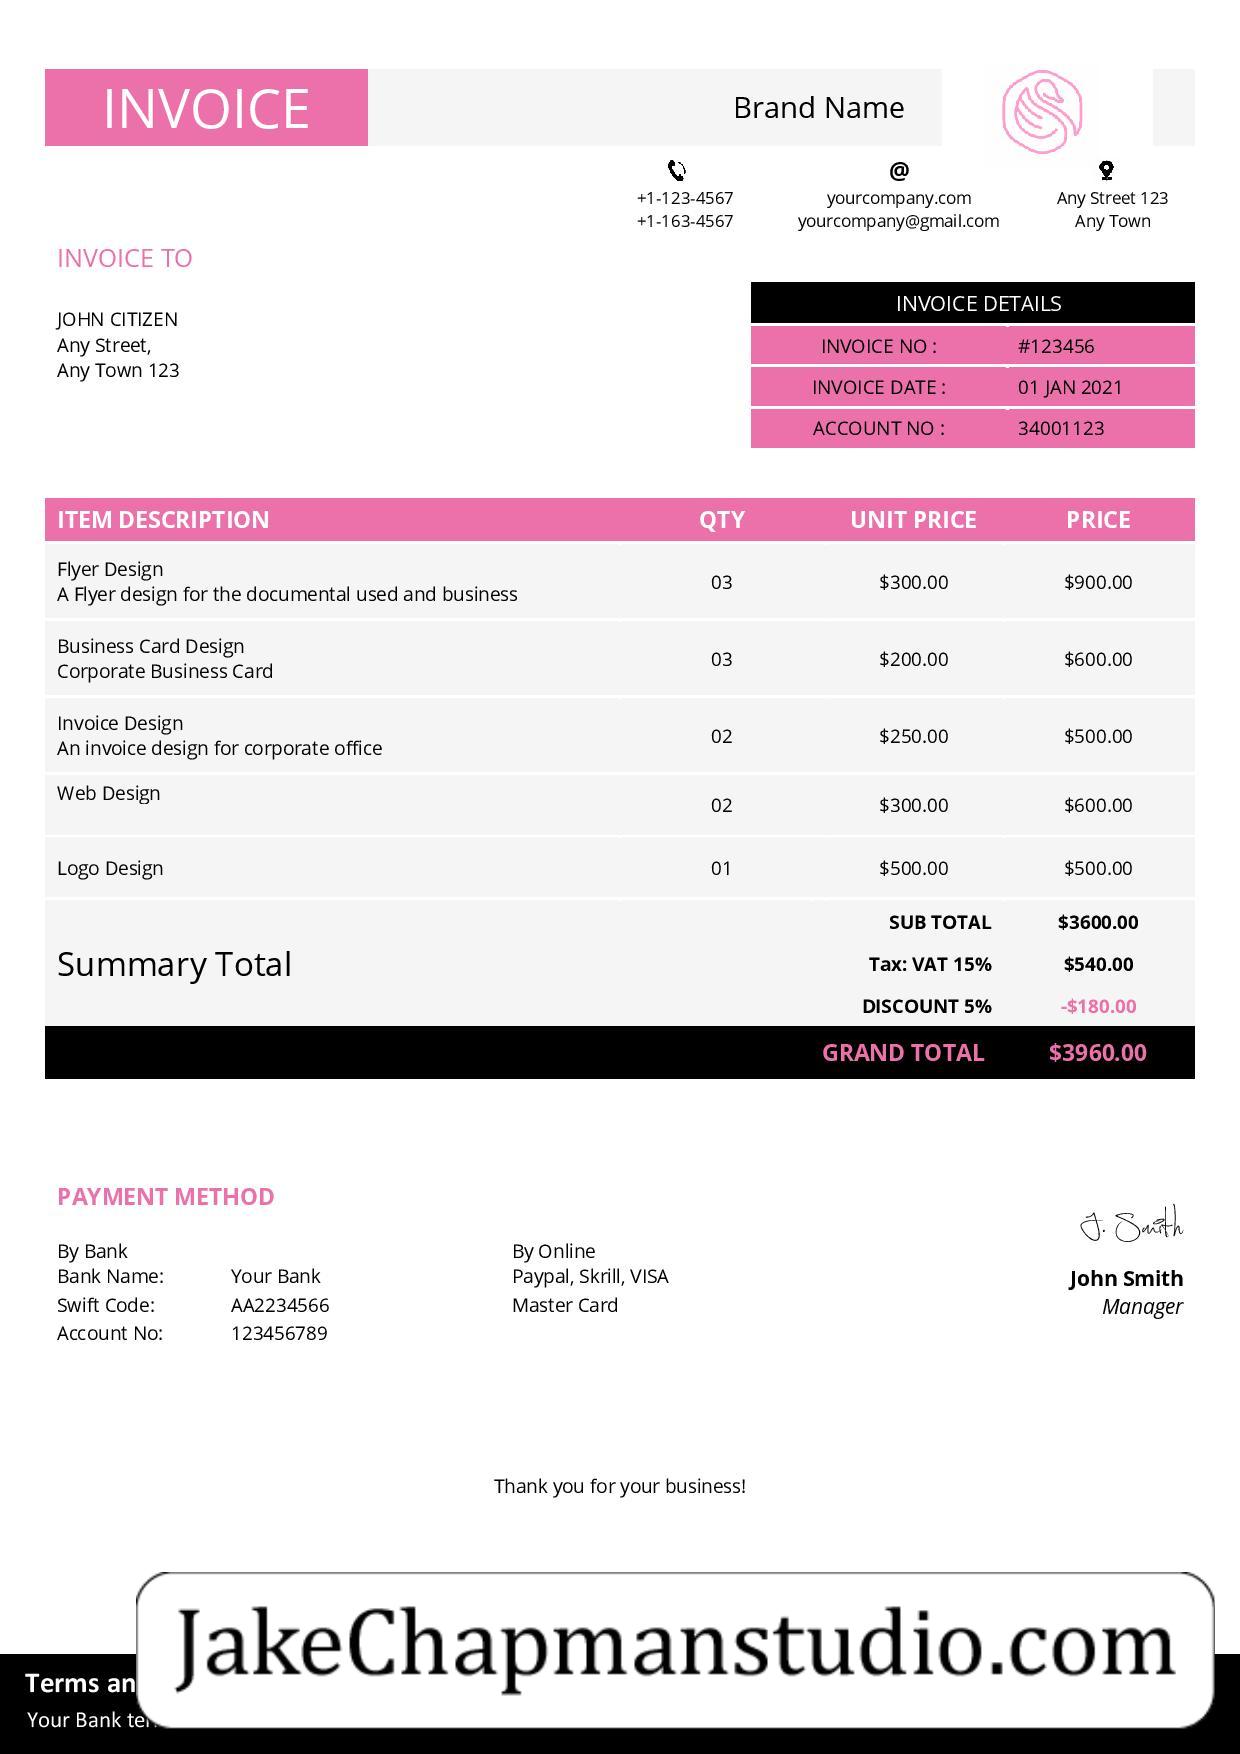 INVOICE
Brand Name
@
+1-123-4567 yourcompany.com Any Street 123
+1-163-4567 yourcompany@gmail.com Any Town
INVOICE TO
JOHN CITIZEN
Any Street,
Any Town 123
INVOICE DETAILS
INVOICE NO : #123456
INVOICE DATE : 01 JAN 2021
ACCOUNT NO : 34001123
ITEM DESCRIPTION QTY UNIT PRICE PRICE
Flyer Design
A Flyer design for the documental used and business 03 $300.00 $900.00
Business Card Design
Corporate Business Card 03 $200.00 $600.00
Invoice Design
An invoice design for corporate office 02 $250.00 $500.00
Web Design 02 $300.00 $600.00
Logo Design 01 $500.00 $500.00
SUB TOTAL $3600.00
Summary Total Tax: VAT 15% $540.00
DISCOUNT 5% -$180.00
GRAND TOTAL $3960.00
PAYMENT METHOD
By Bank
Bank Name: Your Bank
Swift Code: AA2234566
Account No: 123456789
By Online
Paypal, Skrill, VISA
Master Card
J. Smith
John Smith
Manager
Thank you for your business!
JakeChapmanstudio.com
Terms
Your Bank